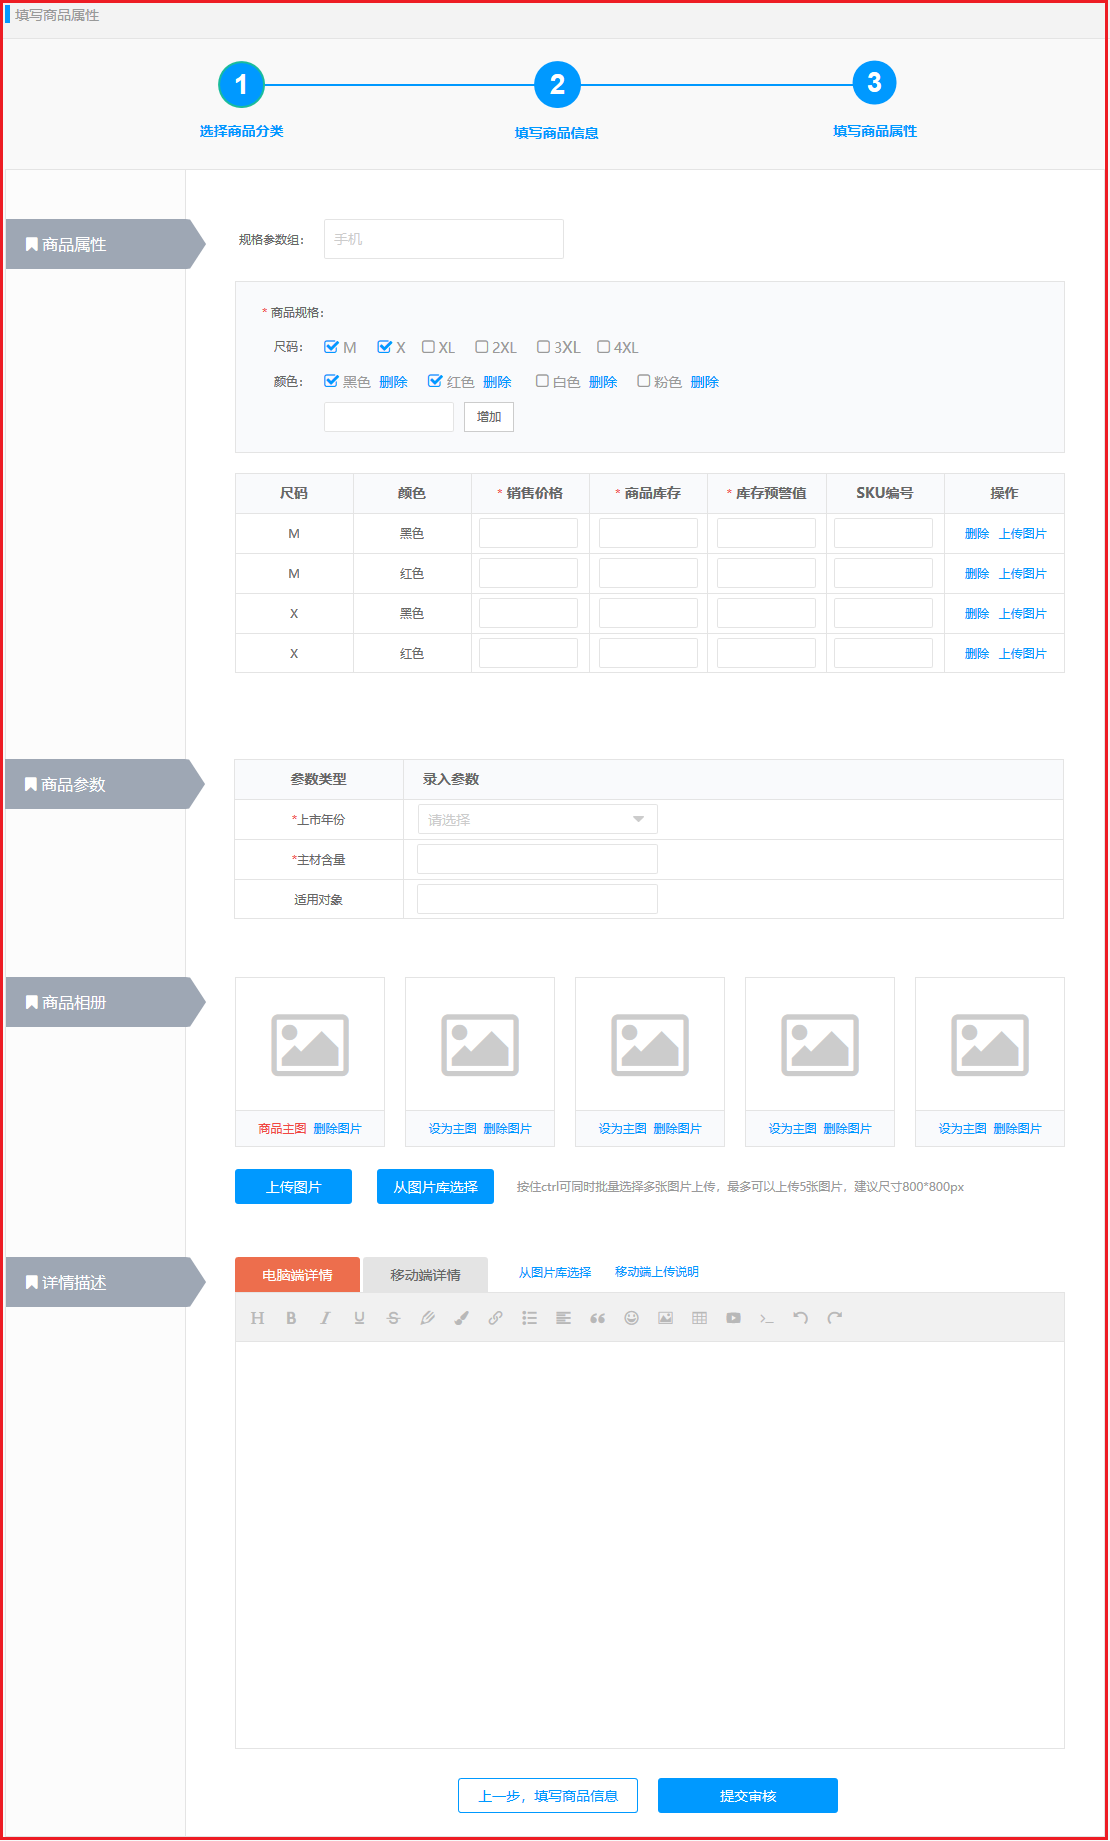 填写商品属性
1 2 3
选择商品分类 填写商品信息 填写商品属性
商品属性
规格参数组： 手机
* 商品规格：
尺码： M X XL 2XL 3XL 4XL
颜色： 黑色 删除 红色 删除 白色 删除 粉色 删除
增加
尺码 颜色 * 销售价格 * 商品库存 * 库存预警值 SKU编号 操作
M 黑色 删除 上传图片
M 红色 删除 上传图片
X 黑色 删除 上传图片
X 红色 删除 上传图片
商品参数
参数类型 录入参数
*上市年份 请选择
*主材含量
适用对象
商品相册
商品主图 删除图片 设为主图 删除图片 设为主图 删除图片 设为主图 删除图片 设为主图 删除图片
上传图片 从图片库选择 按住ctrl可同时批量选择多张图片上传，最多可以上传5张图片，建议尺寸800*800px
详情描述
电脑端详情 移动端详情 从图片库选择 移动端上传说明
H B I U S
上一步，填写商品信息 提交审核